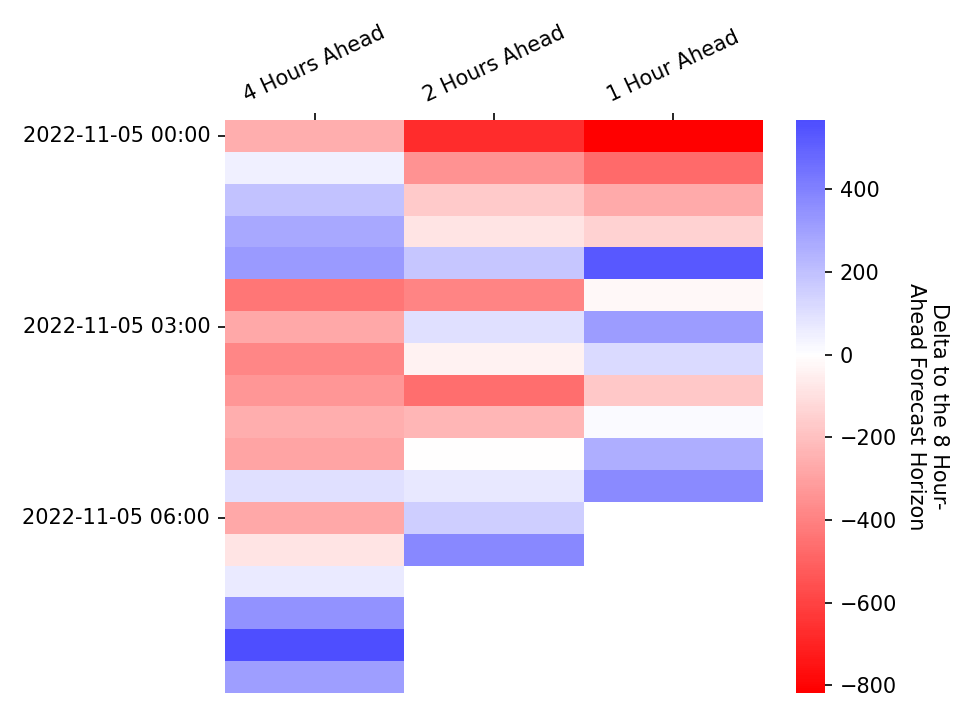 4 Hours Ahead
2 Hours Ahead
1 Hour Ahead
2022-11-05 00:00
2022-11-05 03:00
2022-11-05 06:00
400
200
0
−200
−400
−600
−800
Delta to the 8 Hour-
Ahead Forecast Horizon